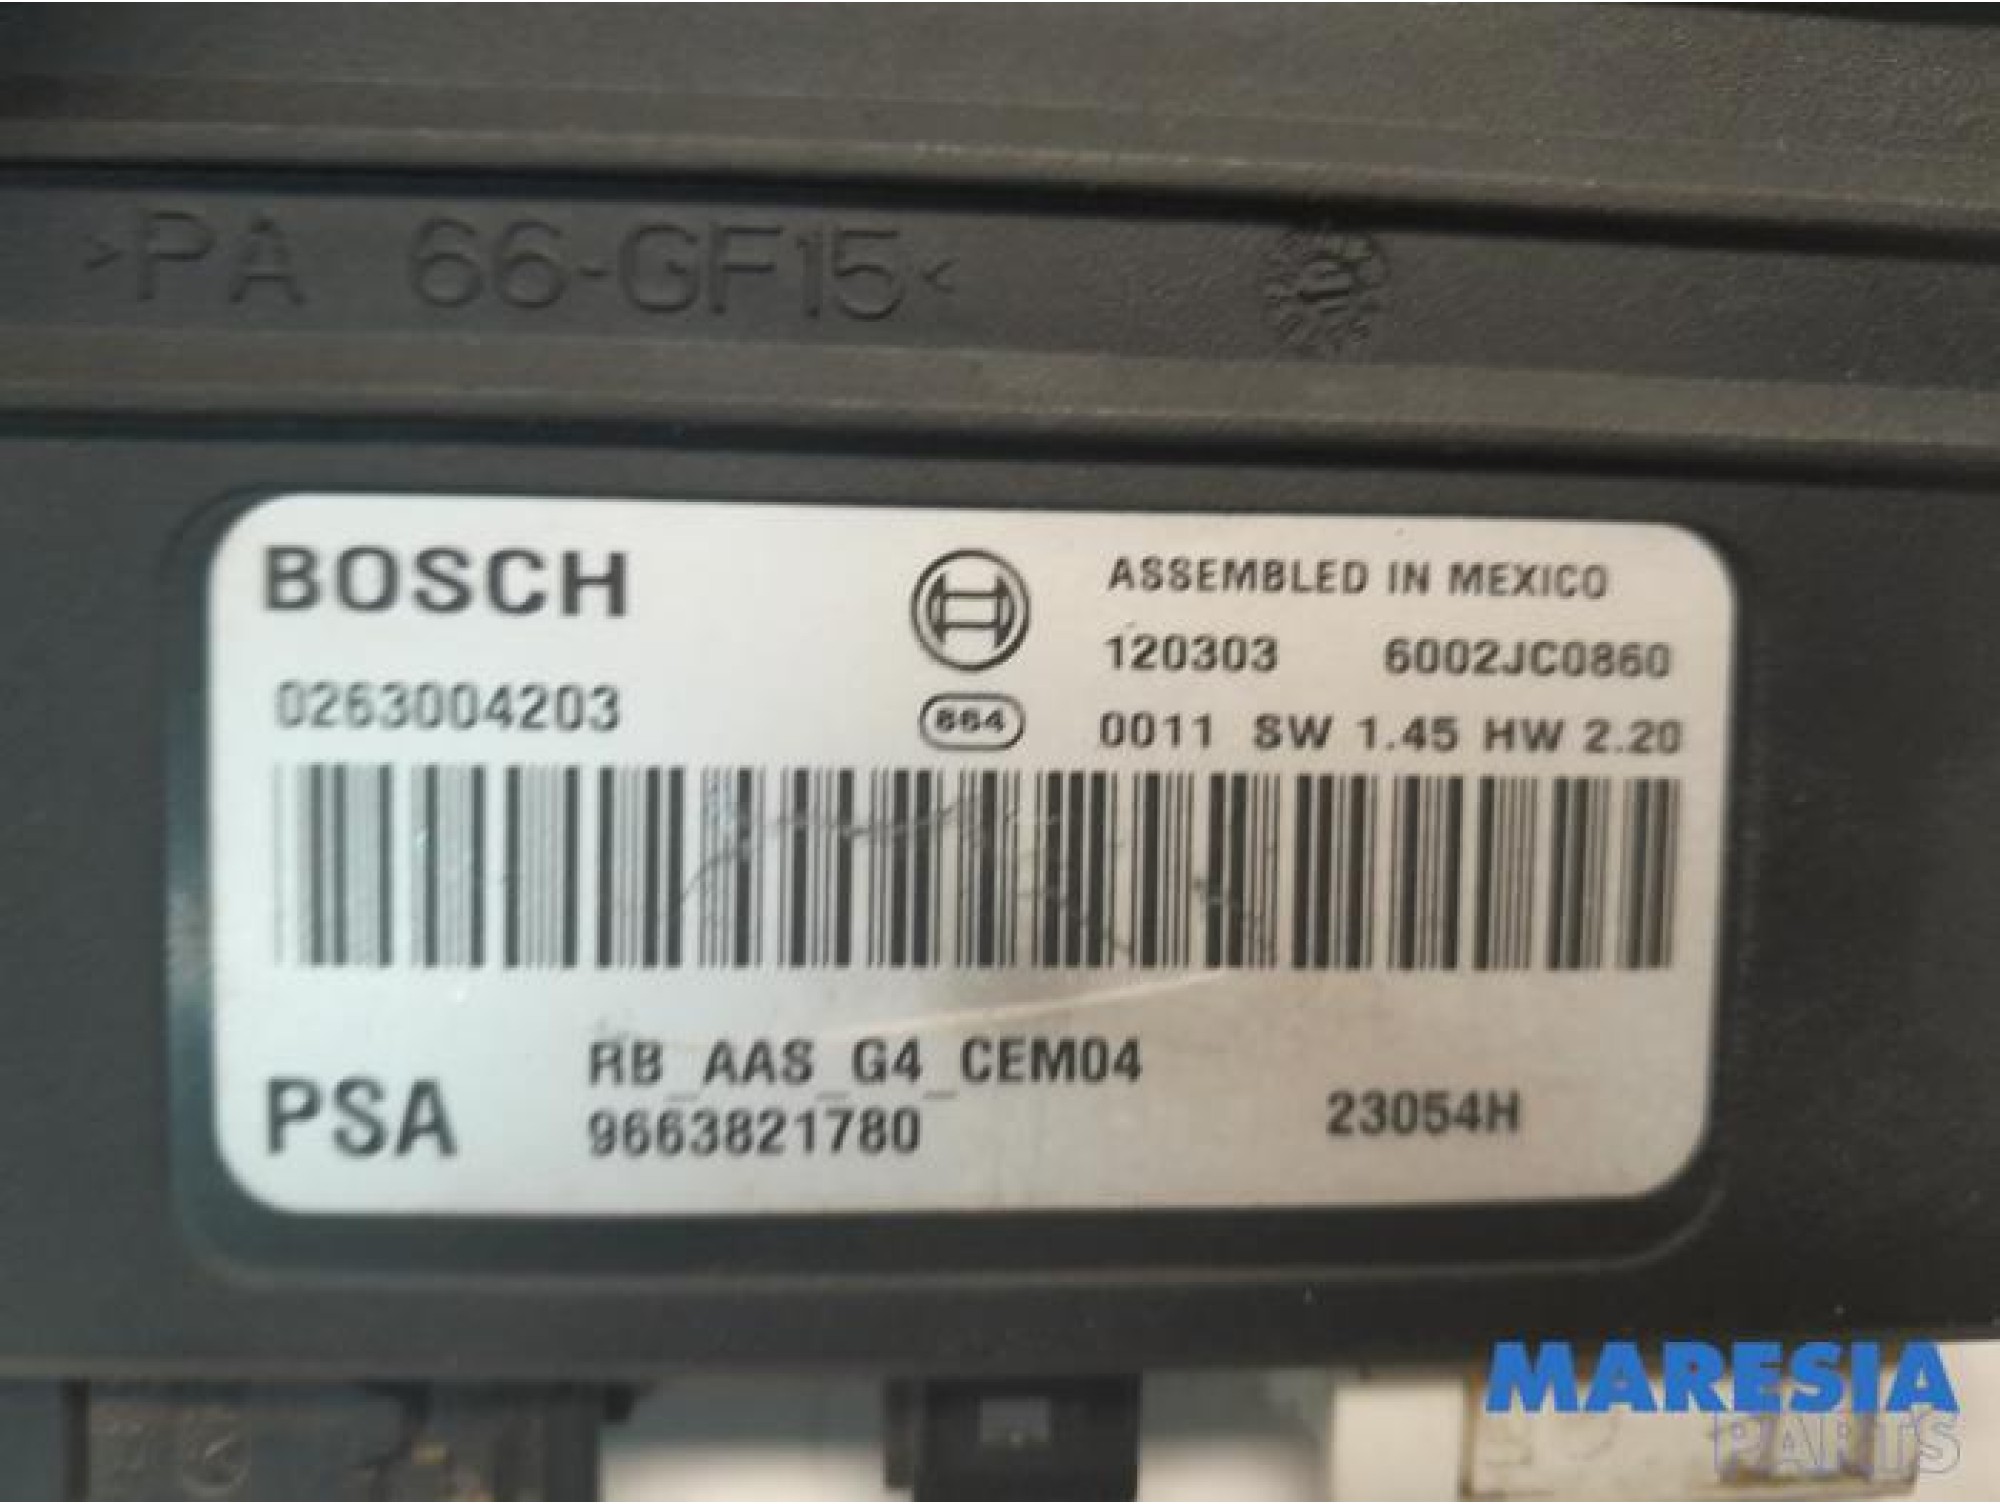 >PA 66-GF15<
BOSCH
ASSEMBLED IN MEXICO
120303 6002JC0860
0263004203
864
0011 SW 1.45 HW 2.20
RB_AAS_G4_CEM04
PSA
9663821780
23054H
MARESIA
PARTS